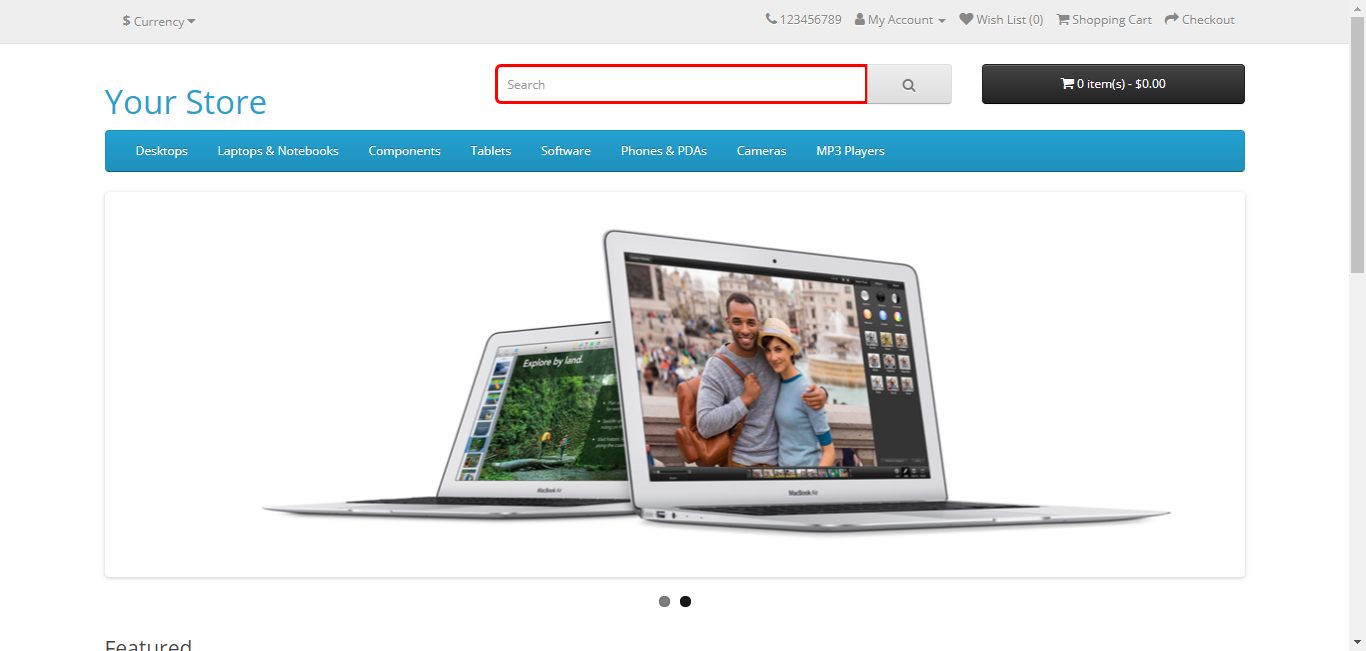 $ Currency
123456789 My Account Wish List (0) Shopping Cart Checkout
Your Store
Search
0 item(s) - $0.00
Desktops Laptops & Notebooks Components Tablets Software Phones & PDAs Cameras MP3 Players
Explore by land.
MacBook Air
MacBook Air
Featured